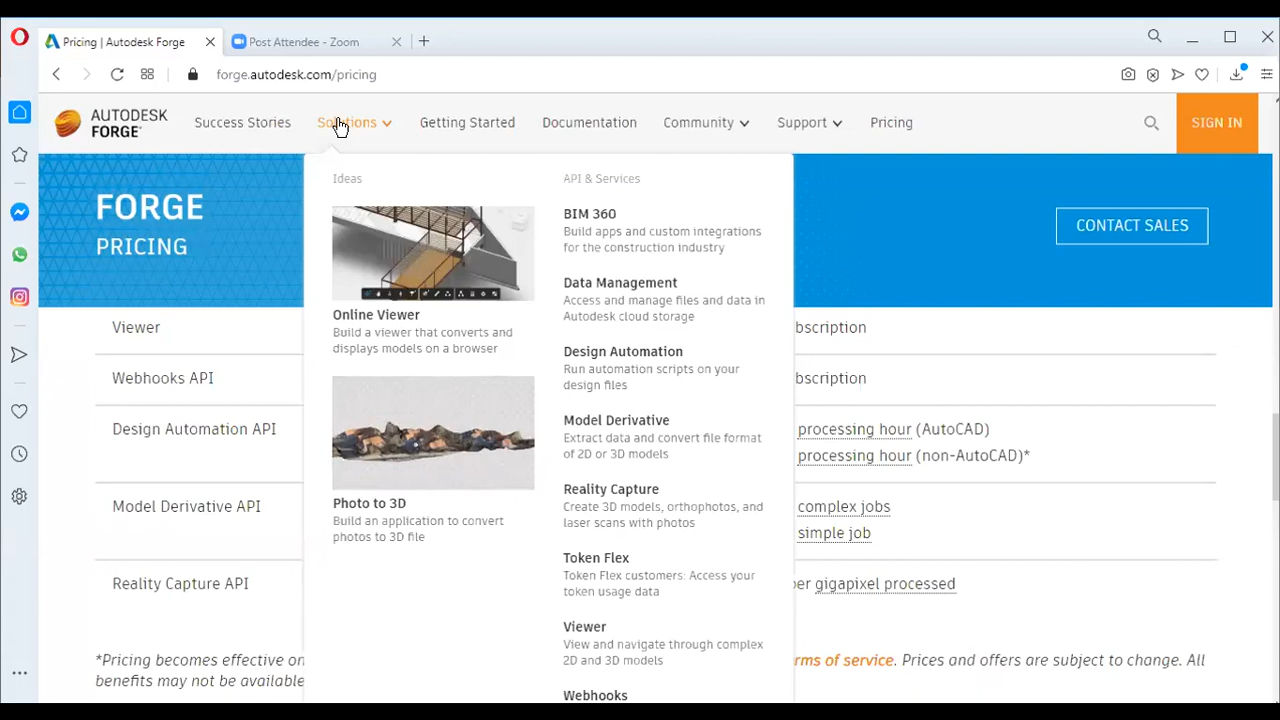 Pricing | Autodesk Forge
Post Attendee - Zoom
forge.autodesk.com/pricing
AUTODESK
FORGE
Success Stories
Solutions
Getting Started
Documentation
Community
Support
Pricing
SIGN IN
FORGE
PRICING
CONTACT SALES
Ideas
Online Viewer
Build a viewer that converts and
displays models on a browser
Photo to 3D
Build an application to convert
photos to 3D file
API & Services
BIM 360
Build apps and custom integrations
for the construction industry
Data Management
Access and manage files and data in
Autodesk cloud storage
Design Automation
Run automation scripts on your
design files
Model Derivative
Extract data and convert file format
of 2D or 3D models
Reality Capture
Create 3D models, orthophotos, and
laser scans with photos
Token Flex
Token Flex customers: Access your
token usage data
Viewer
View and navigate through complex
2D and 3D models
Webhooks
Viewer
bscription
Webhooks API
bscription
Design Automation API
processing hour (AutoCAD)
processing hour (non-AutoCAD)*
Model Derivative API
complex jobs
simple job
Reality Capture API
per gigapixel processed
*Pricing becomes effective on
rms of service. Prices and offers are subject to change. All
benefits may not be available